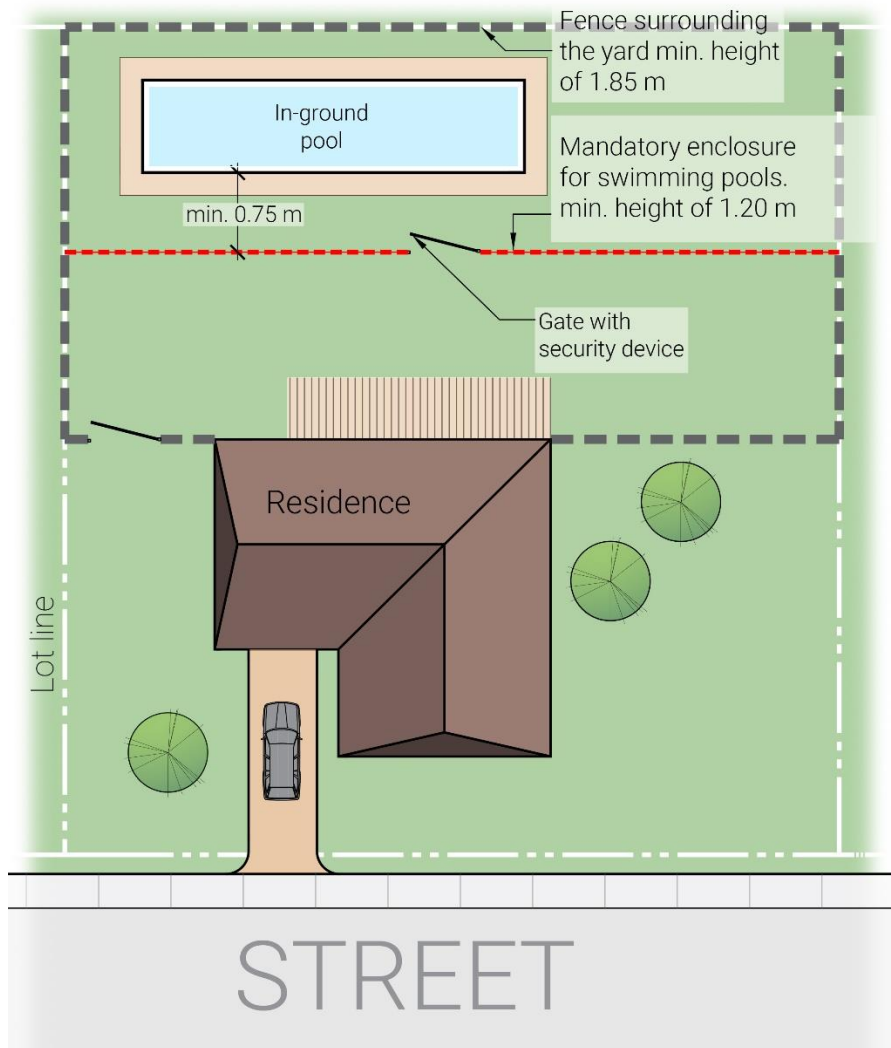 Fence surrounding
the yard min. height
of 1.85 m
In-ground
pool
Mandatory enclosure
for swimming pools.
min. height of 1.20 m
min. 0.75 m
Gate with
security device
Residence
Lot line
STREET